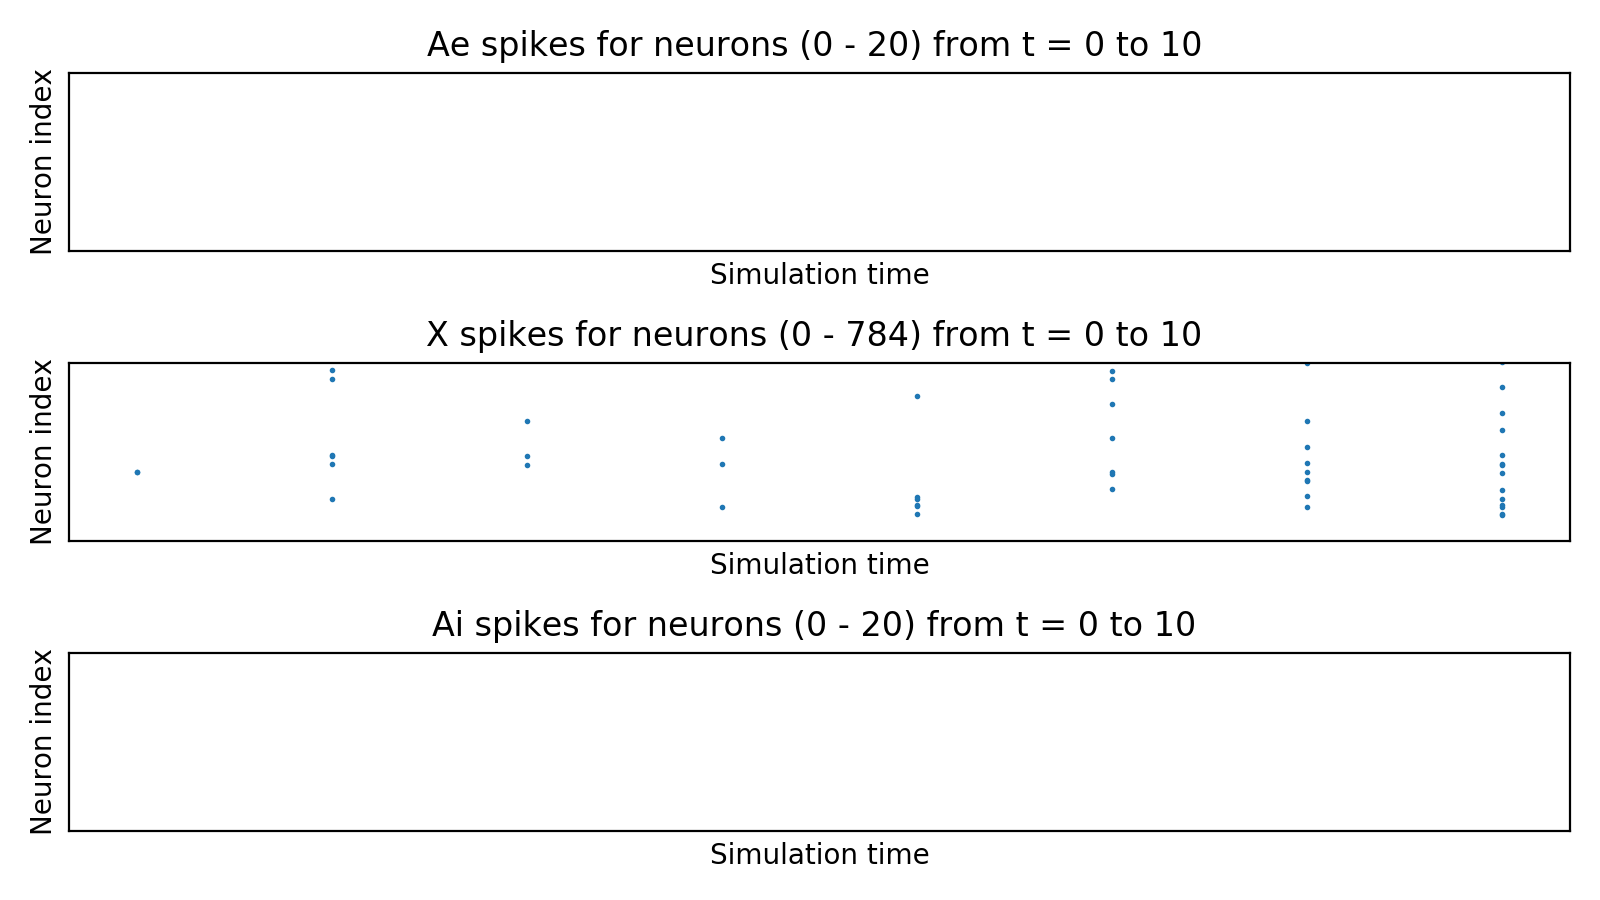 Ae spikes for neurons (0 - 20) from t = 0 to 10
Neuron index
Simulation time
X spikes for neurons (0 - 784) from t = 0 to 10
Neuron index
Simulation time
Ai spikes for neurons (0 - 20) from t = 0 to 10
Neuron index
Simulation time